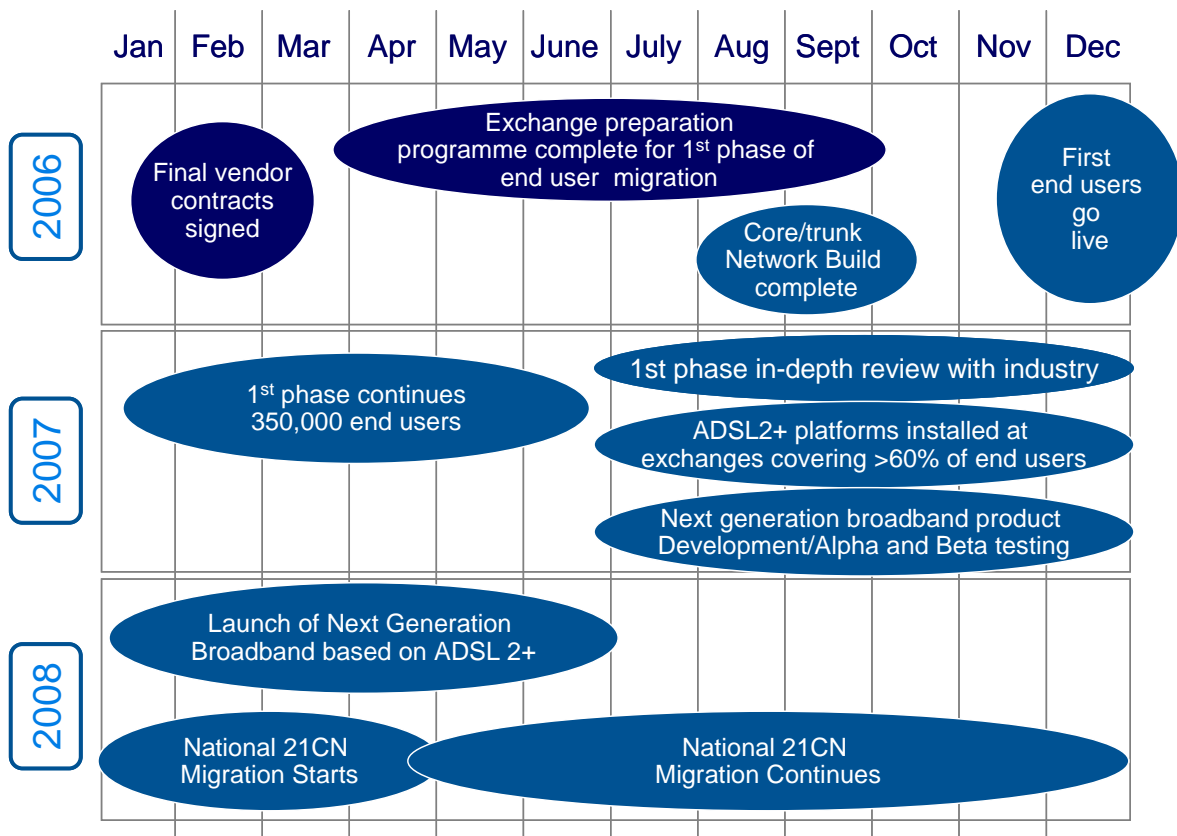 Jan Feb Mar Apr May June July Aug Sept Oct Nov Dec
2006
Final vendor
contracts
signed
Exchange preparation
programme complete for 1st phase of
end user migration
Core/trunk
Network Build
complete
First
end users
go
live
2007
1st phase continues
350,000 end users
1st phase in-depth review with industry
ADSL2+ platforms installed at
exchanges covering >60% of end users
Next generation broadband product
Development/Alpha and Beta testing
2008
Launch of Next Generation
Broadband based on ADSL 2+
National 21CN
Migration Starts
National 21CN
Migration Continues